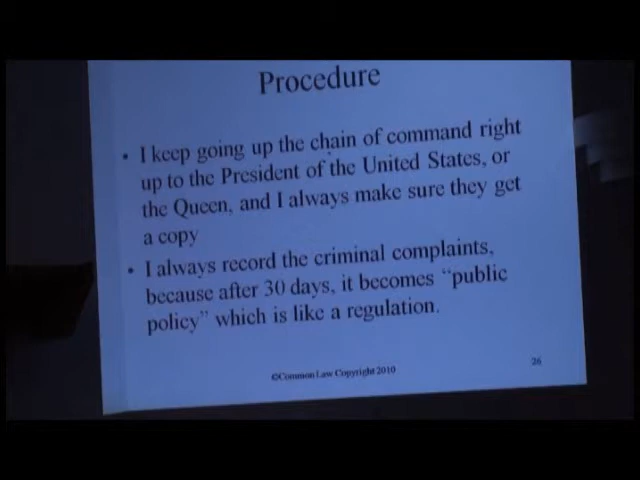 Procedure
• I keep going up the chain of command right
up to the President of the United States, or
the Queen, and I always make sure they get
a copy
• I always record the criminal complaints,
because after 30 days, it becomes “public
policy” which is like a regulation.
©Common Law Copyright 2010
26